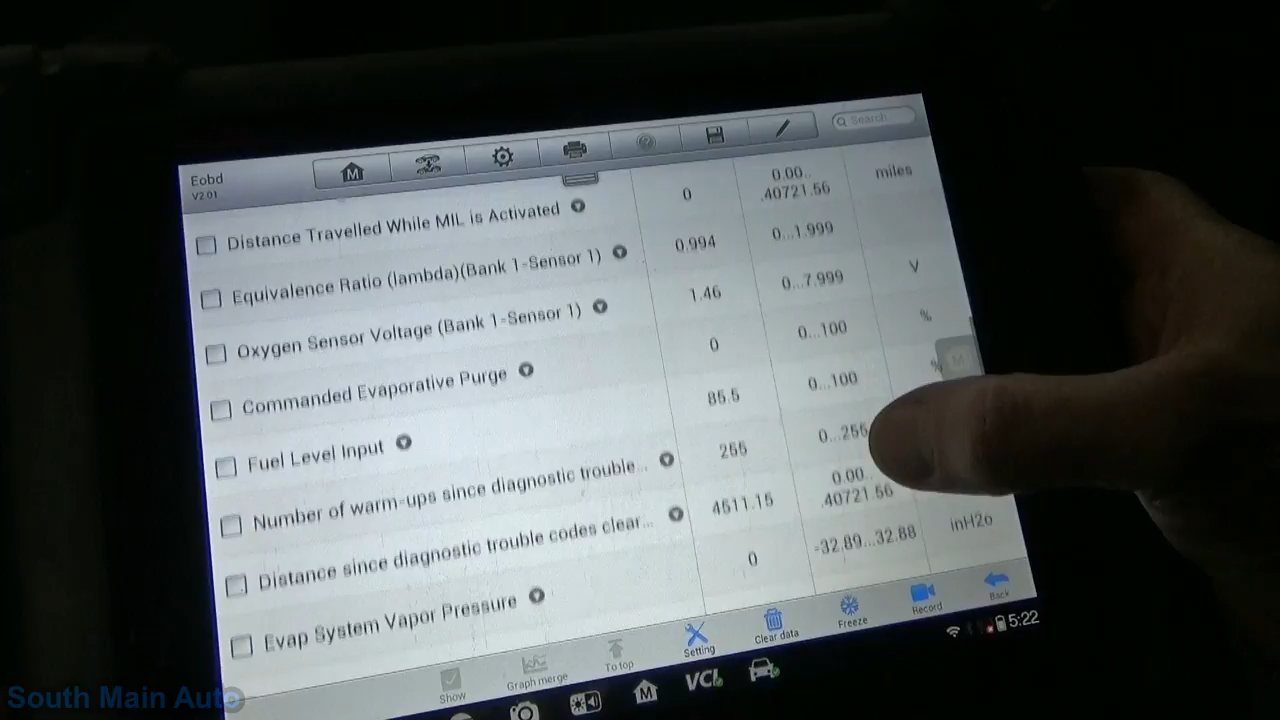 Eobd
V2.01
M
Search
Distance Travelled While MIL is Activated 0 0.00.. .40721.56 miles
Equivalence Ratio (lambda)(Bank 1-Sensor 1) 0.994 0...1.999
Oxygen Sensor Voltage (Bank 1-Sensor 1) 1.46 0...7.999 V
Commanded Evaporative Purge 0 0...100 %
Fuel Level Input 85.5 0...100 %
Number of warm-ups since diagnostic trouble... 255 0...255
Distance since diagnostic trouble codes clear... 4511.15 0.00.. .40721.56
Evap System Vapor Pressure 0 -32.89...32.88 inH2o
M
Show Graph merge To top Setting Clear data Freeze Record Back
M VCI 5:22
South Main Auto